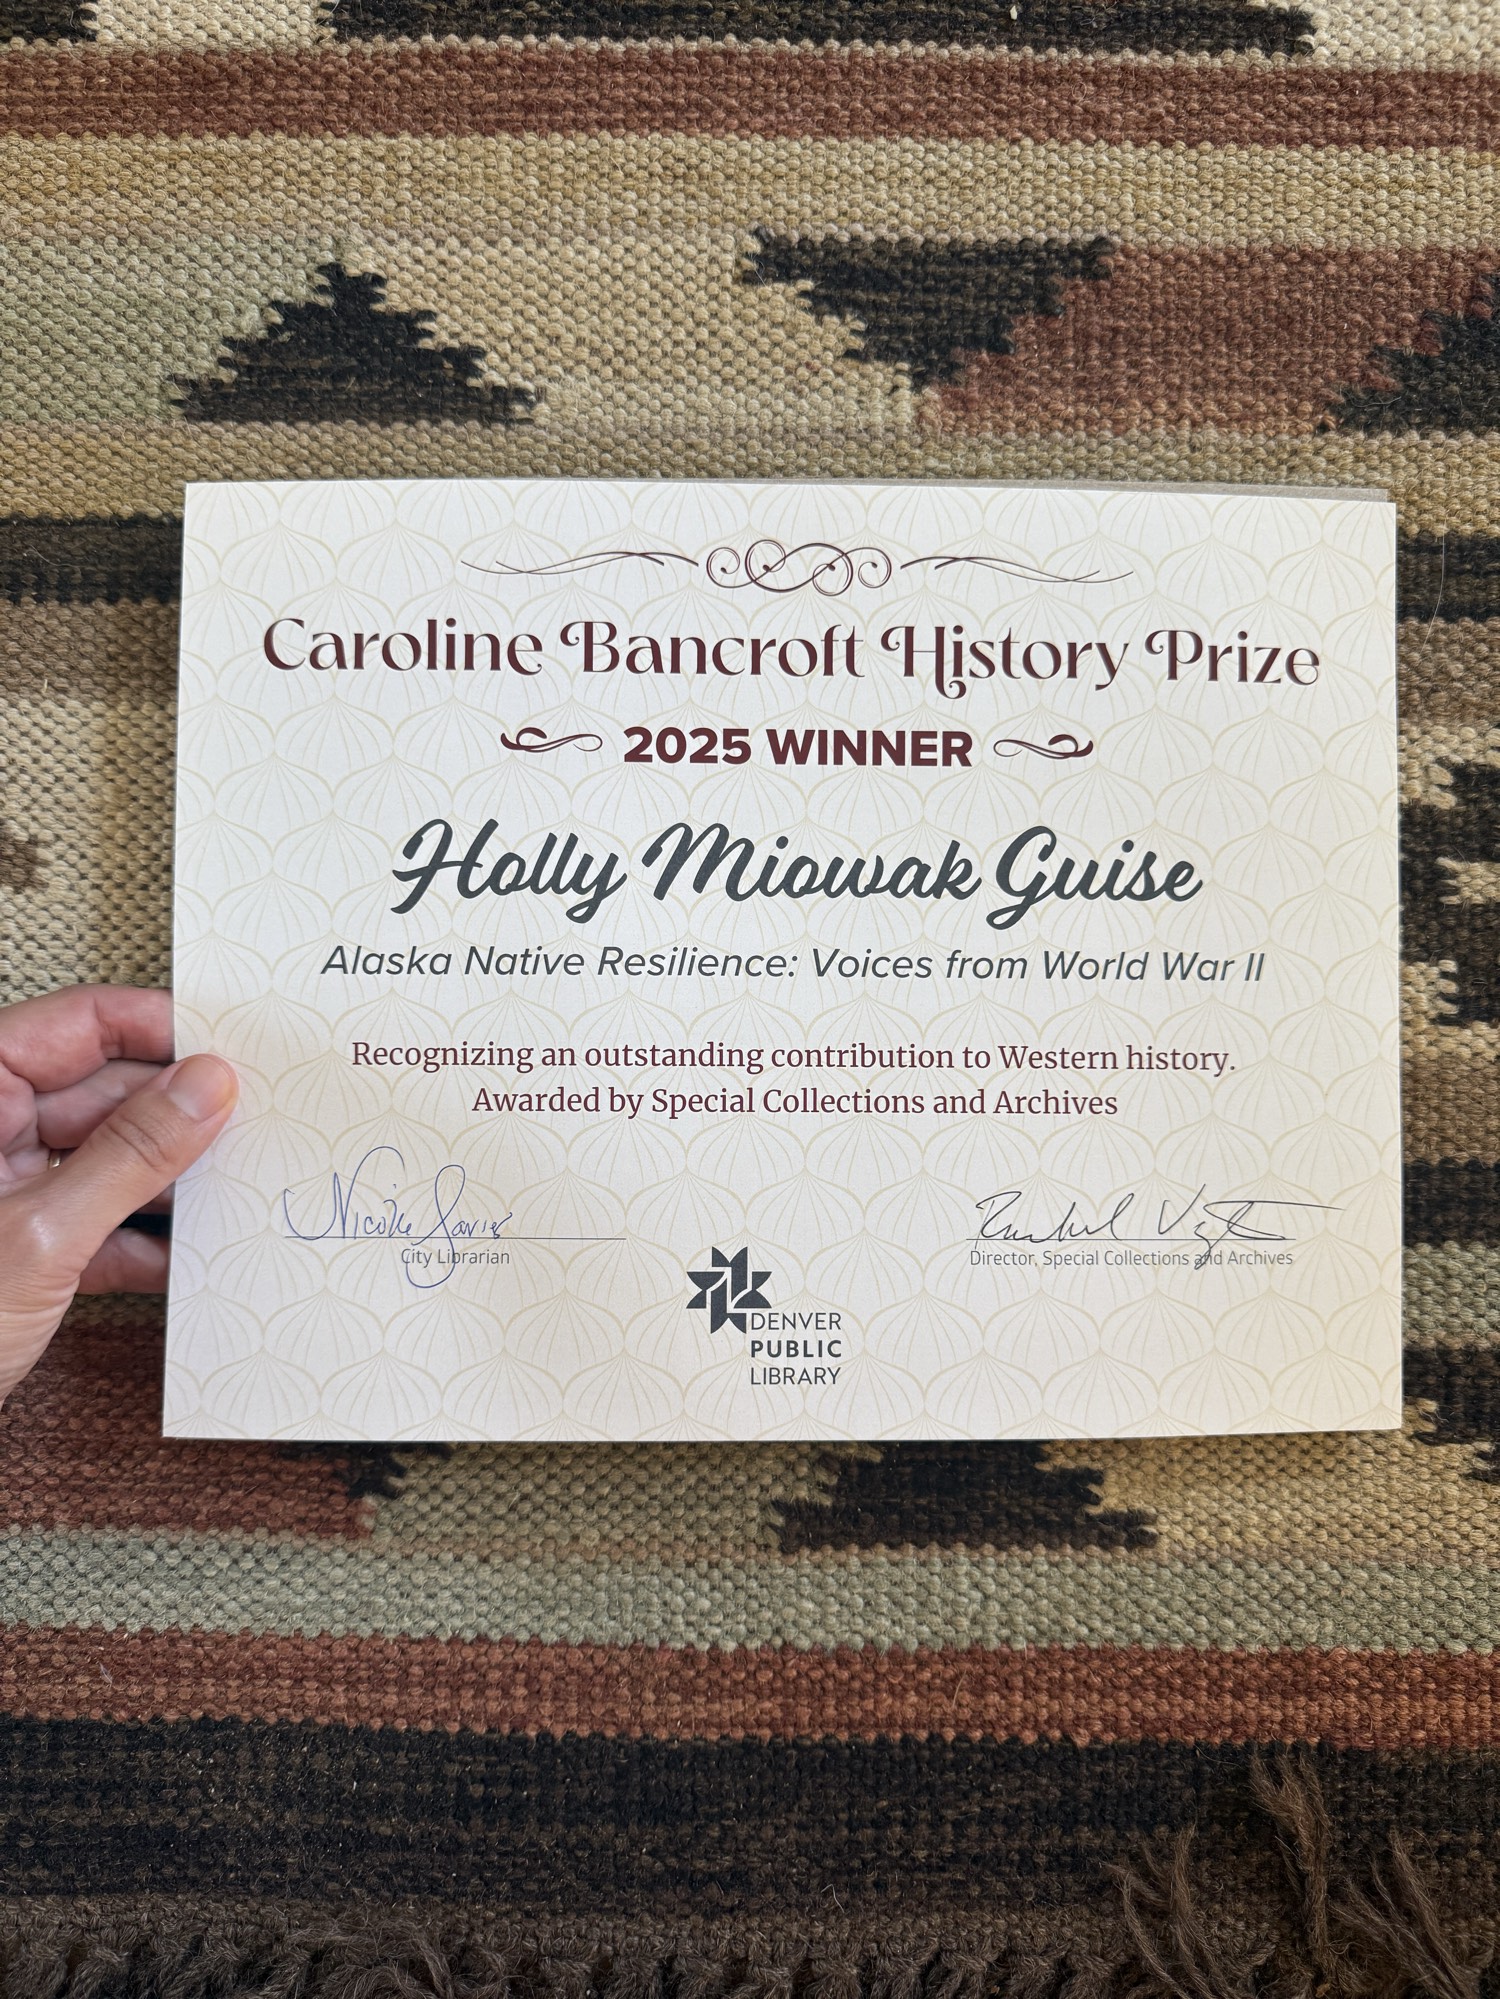 Caroline Bancroft History Prize
2025 WINNER
Holly Miowak Guise
Alaska Native Resilience: Voices from World War II
Recognizing an outstanding contribution to Western history.
Awarded by Special Collections and Archives
Nicolle
City Librarian
Director, Special Collections and Archives
DENVER
PUBLIC
LIBRARY